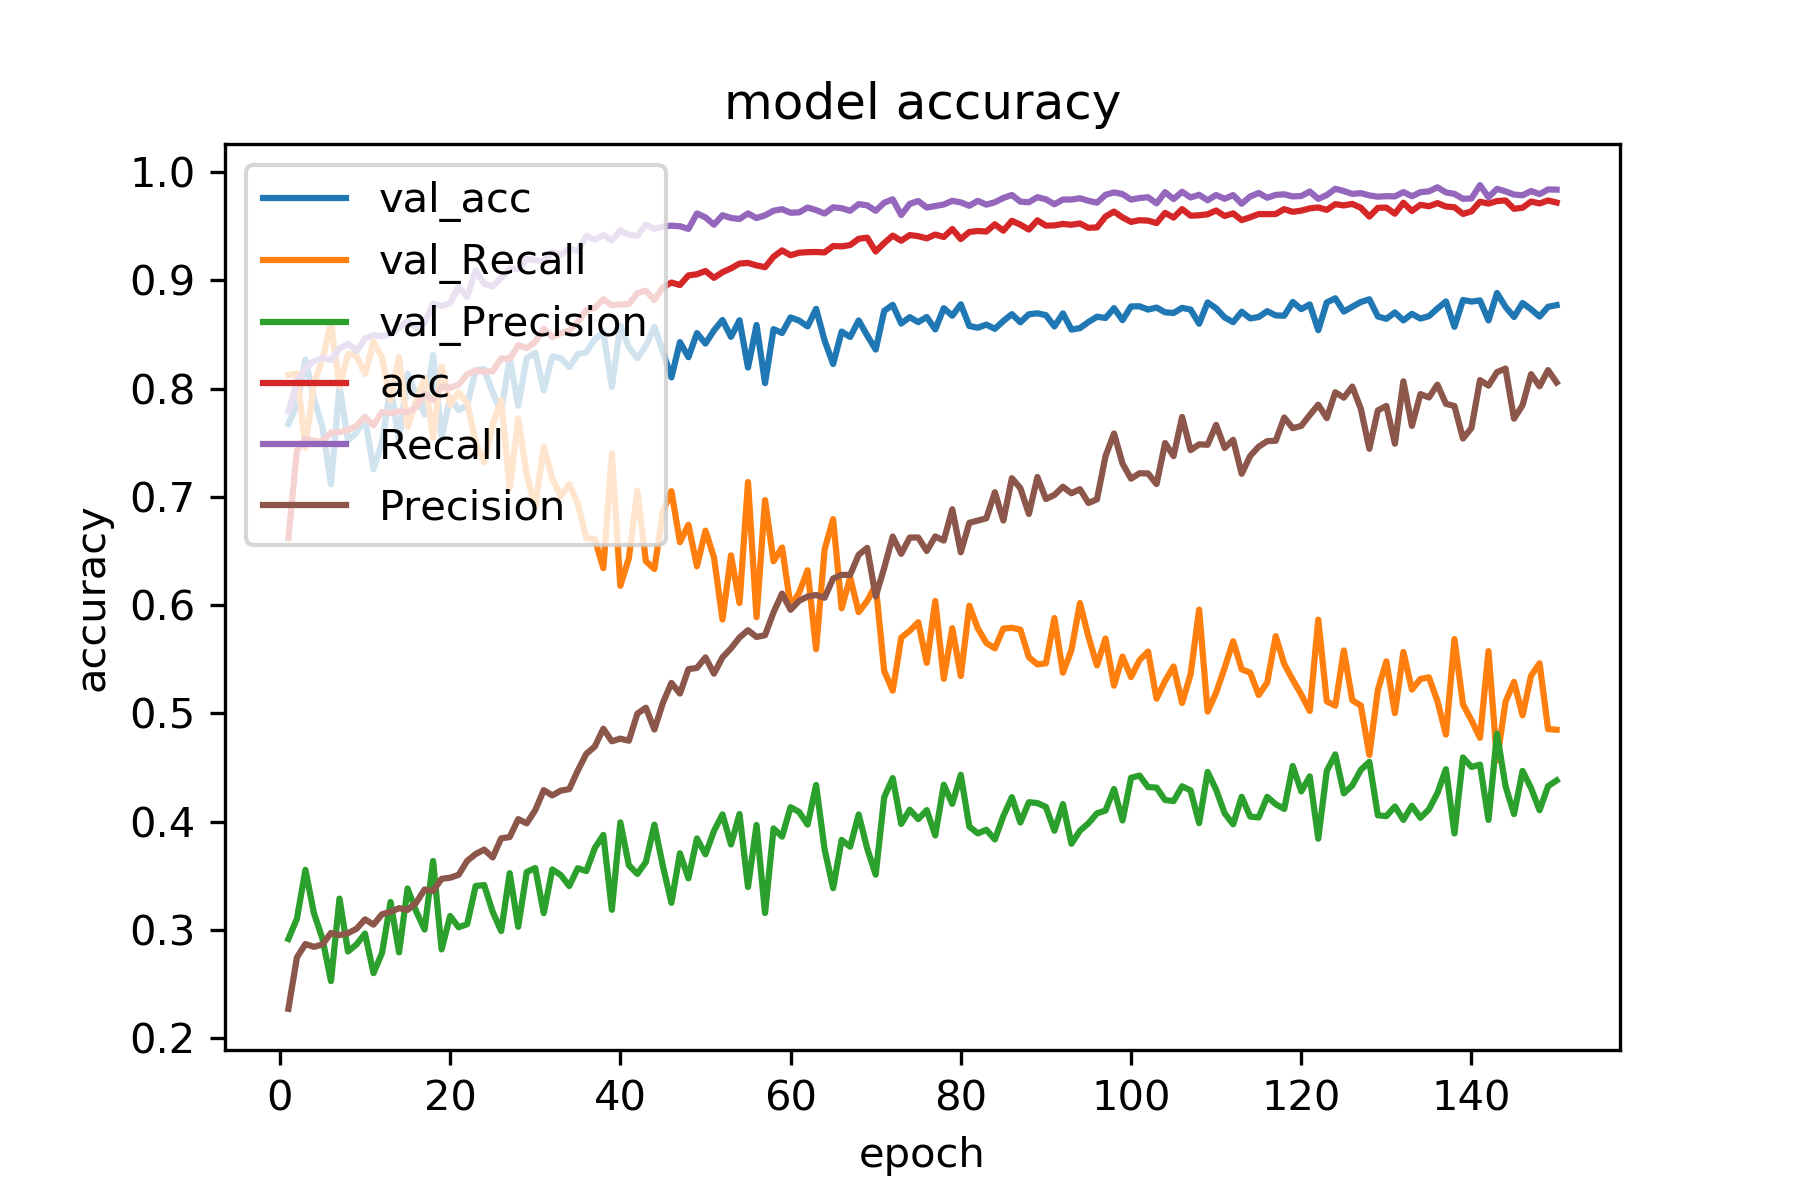 model accuracy
val_acc
val_Recall
val_Precision
acc
Recall
Precision
accuracy
1.0
0.9
0.8
0.7
0.6
0.5
0.4
0.3
0.2
0 20 40 60 80 100 120 140
epoch